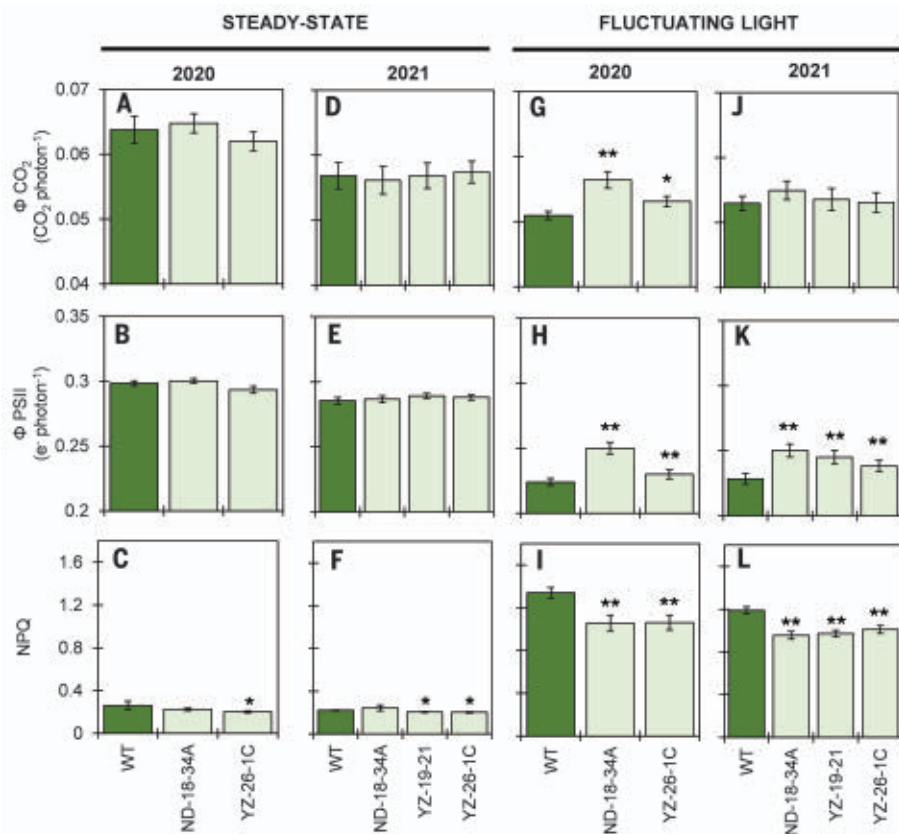 STEADY-STATE FLUCTUATING LIGHT
2020 2021 2020 2021
A D G J
0.07
0.06
0.05
0.04
Φ CO₂
(CO₂ photon⁻¹)
** *
B E H K
0.35
0.3
0.25
0.2
Φ PSII
(e⁻ photon⁻¹)
** ** ** ** **
C F I L
1.6
1.2
0.8
0.4
0
NPQ
* * * ** ** ** ** **
WT ND-18-34A YZ-26-1C WT ND-18-34A YZ-19-21 YZ-26-1C WT ND-18-34A YZ-26-1C WT ND-18-34A YZ-19-21 YZ-26-1C